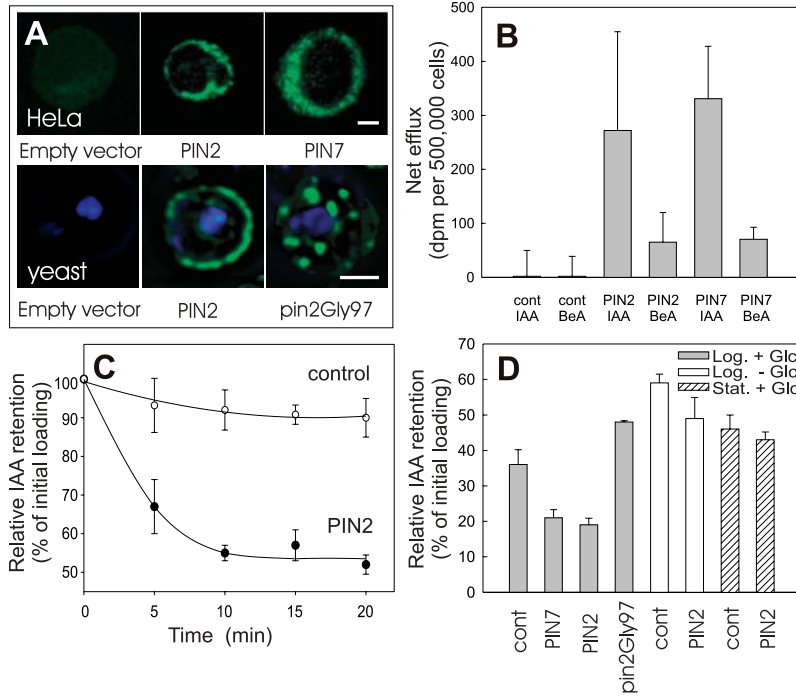 A
HeLa
Empty vector PIN2 PIN7
yeast
Empty vector PIN2 pin2Gly97
B
Net efflux
(dpm per 500,000 cells)
500
400
300
200
100
0
cont IAA
cont BeA
PIN2 IAA
PIN2 BeA
PIN7 IAA
PIN7 BeA
C
control
PIN2
Relative IAA retention
(% of initial loading)
100
90
80
70
60
50
0 5 10 15 20
Time (min)
D
Log. + Glc
Log. - Glc
Stat. + Glc
Relative IAA retention
(% of initial loading)
70
60
50
40
30
20
10
0
cont
PIN7
PIN2
pin2Gly97
cont
PIN2
cont
PIN2